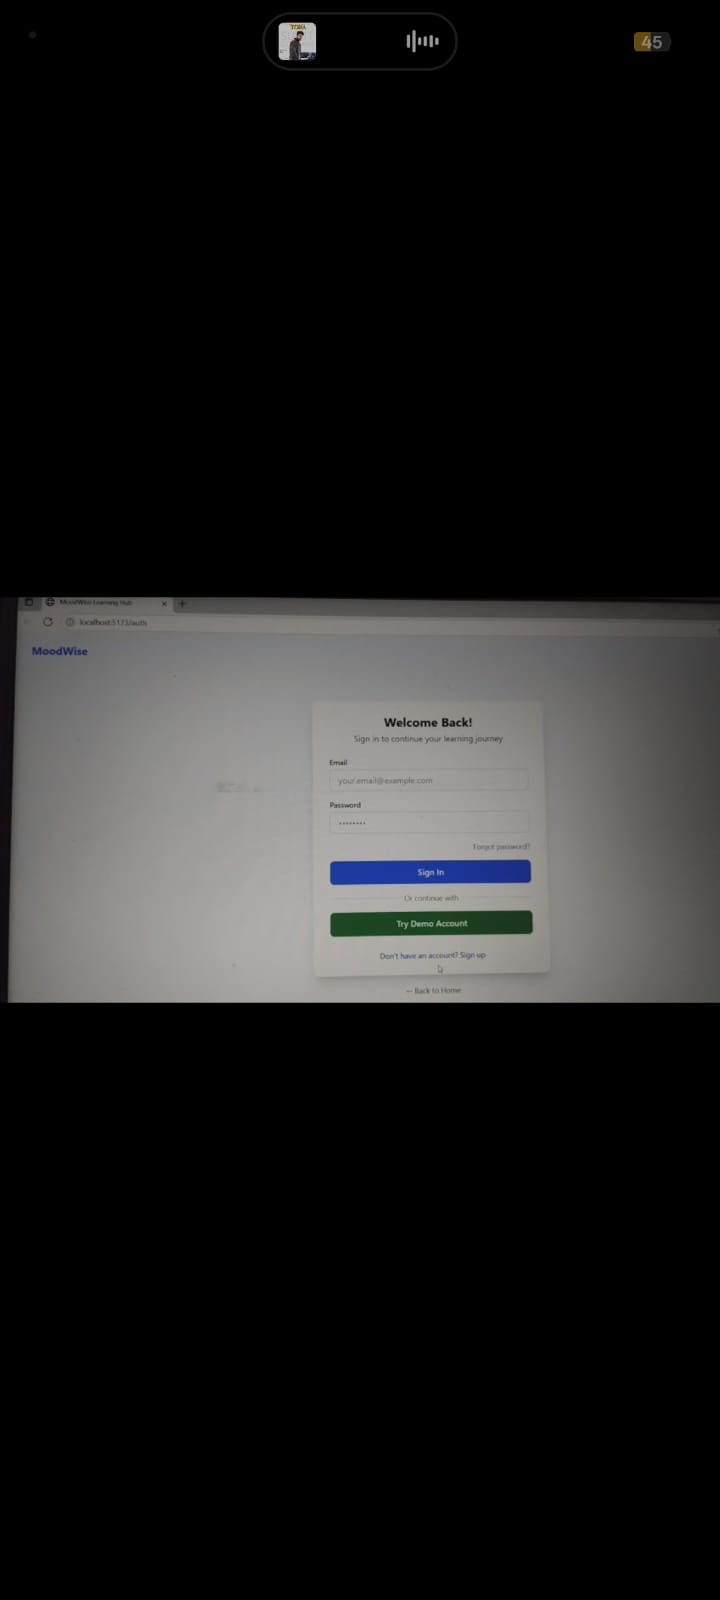 45
MoodWise Learning Hub
localhost:5173/auth
MoodWise
Welcome Back!
Sign in to continue your learning journey
Email
your.email@example.com
Password
••••••••
Forgot password?
Sign In
Or continue with
Try Demo Account
Don't have an account? Sign up
← Back to Home